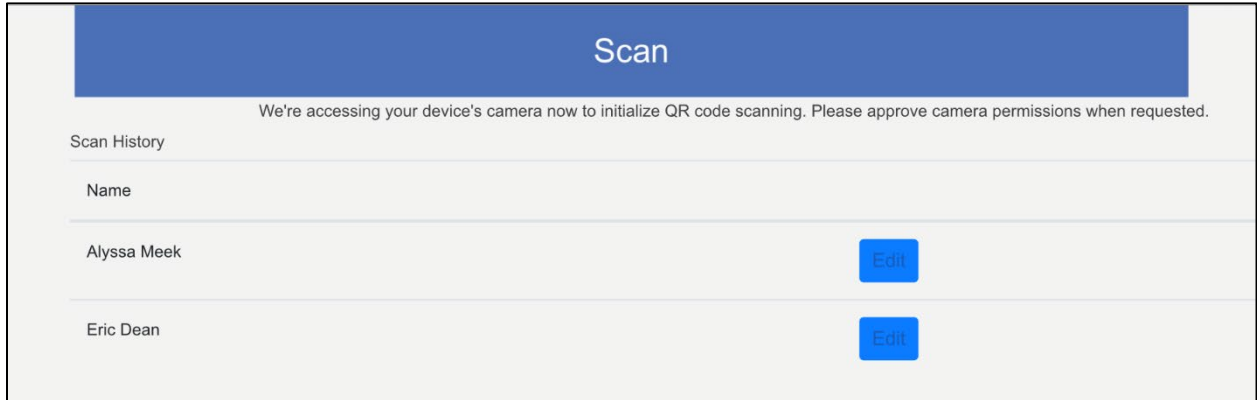 Scan
We're accessing your device's camera now to initialize QR code scanning. Please approve camera permissions when requested.
Scan History
Name
Alyssa Meek
Edit
Eric Dean
Edit